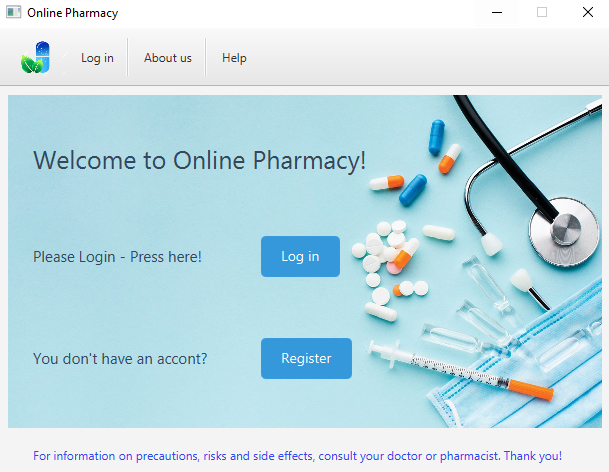 Online Pharmacy
Log in
About us
Help
Welcome to Online Pharmacy!
Please Login - Press here!
Log in
You don't have an accont?
Register
For information on precautions, risks and side effects, consult your doctor or pharmacist. Thank you!